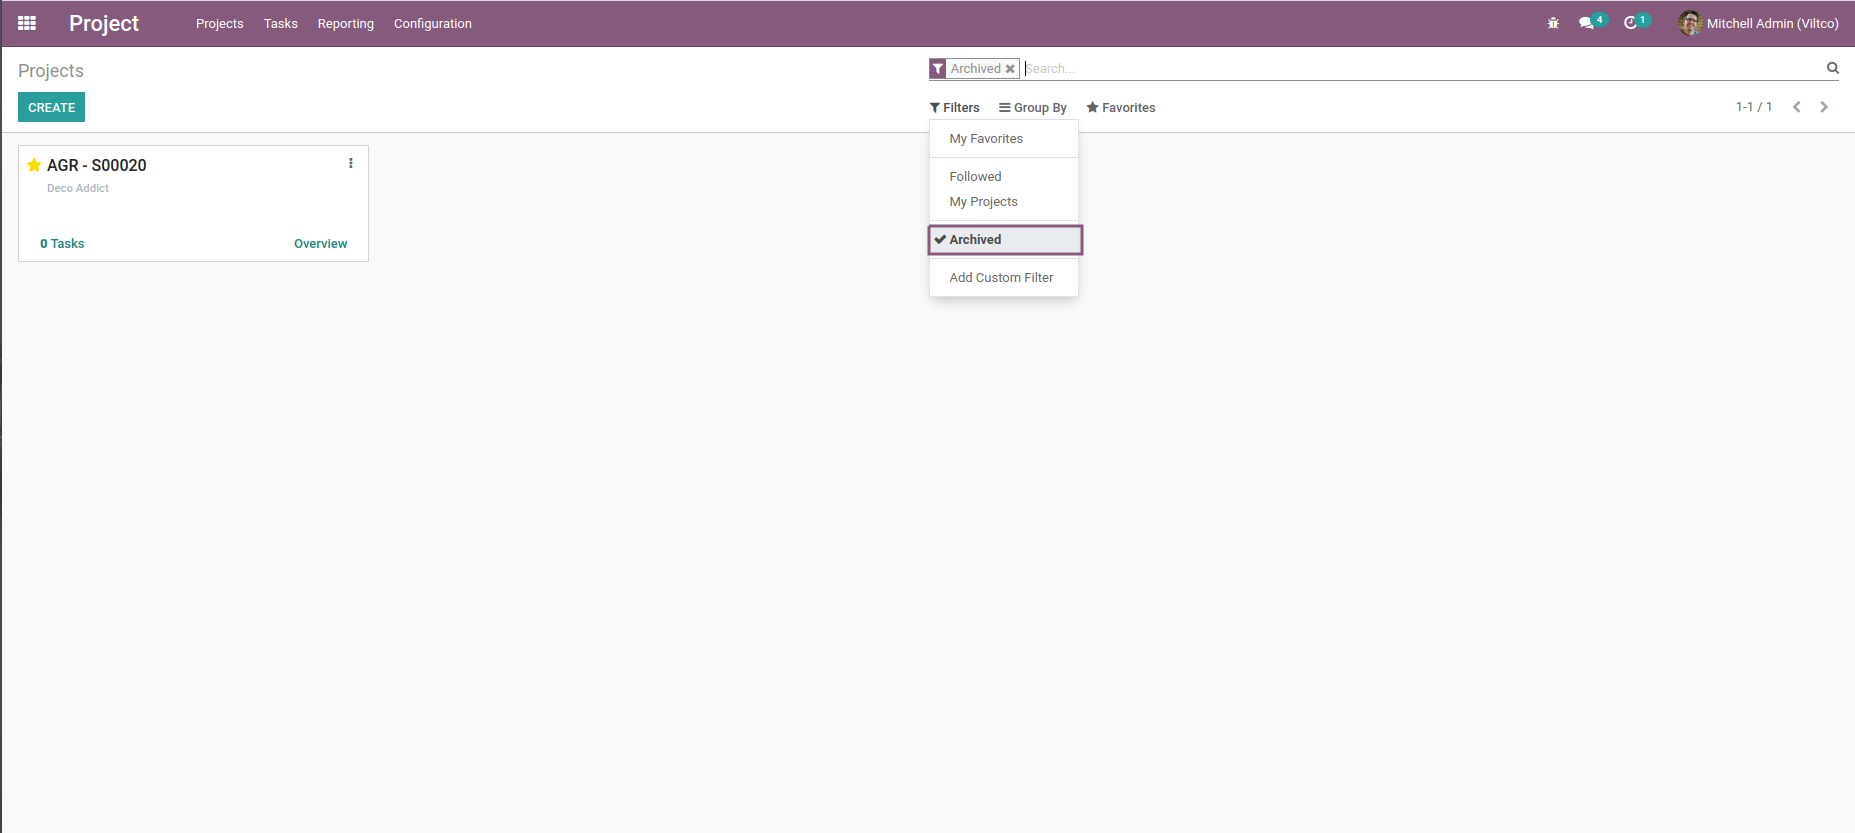 Project Projects Tasks Reporting Configuration 4 1 Mitchell Admin (Viltco)
Projects
Archived Search...
CREATE
Filters Group By Favorites 1-1 / 1
My Favorites
Followed
My Projects
Archived
Add Custom Filter
AGR - S00020
Deco Addict
0 Tasks Overview